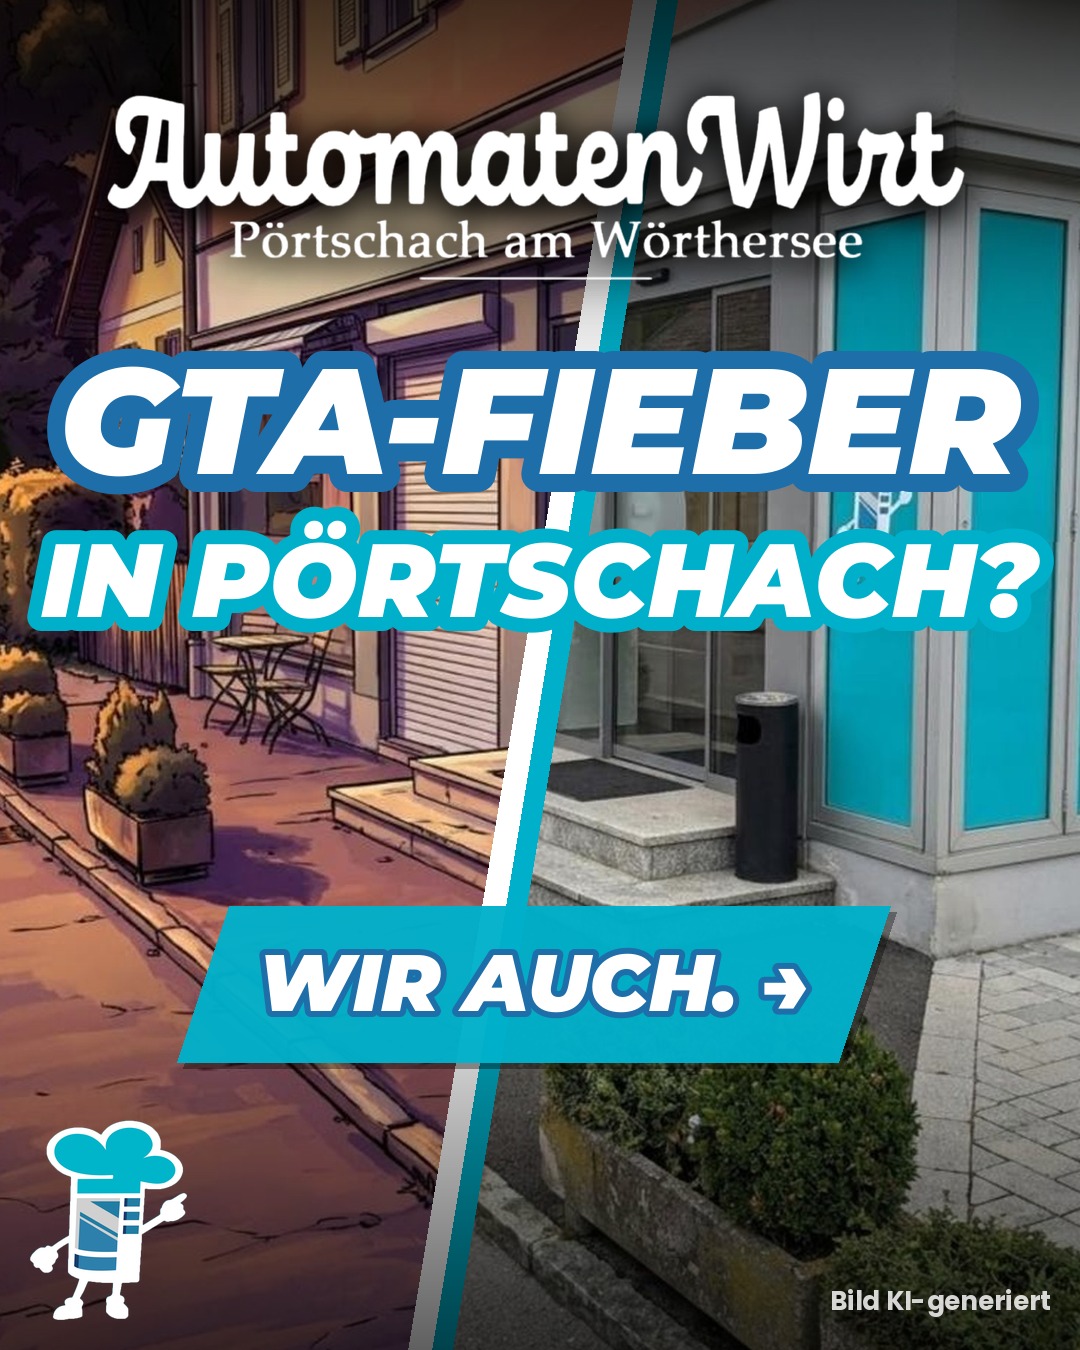 AutomatenWirt
Pörtschach am Wörthersee
GTA-FIEBER
IN PÖRTSCHACH?
WIR AUCH. →
Bild KI-generiert